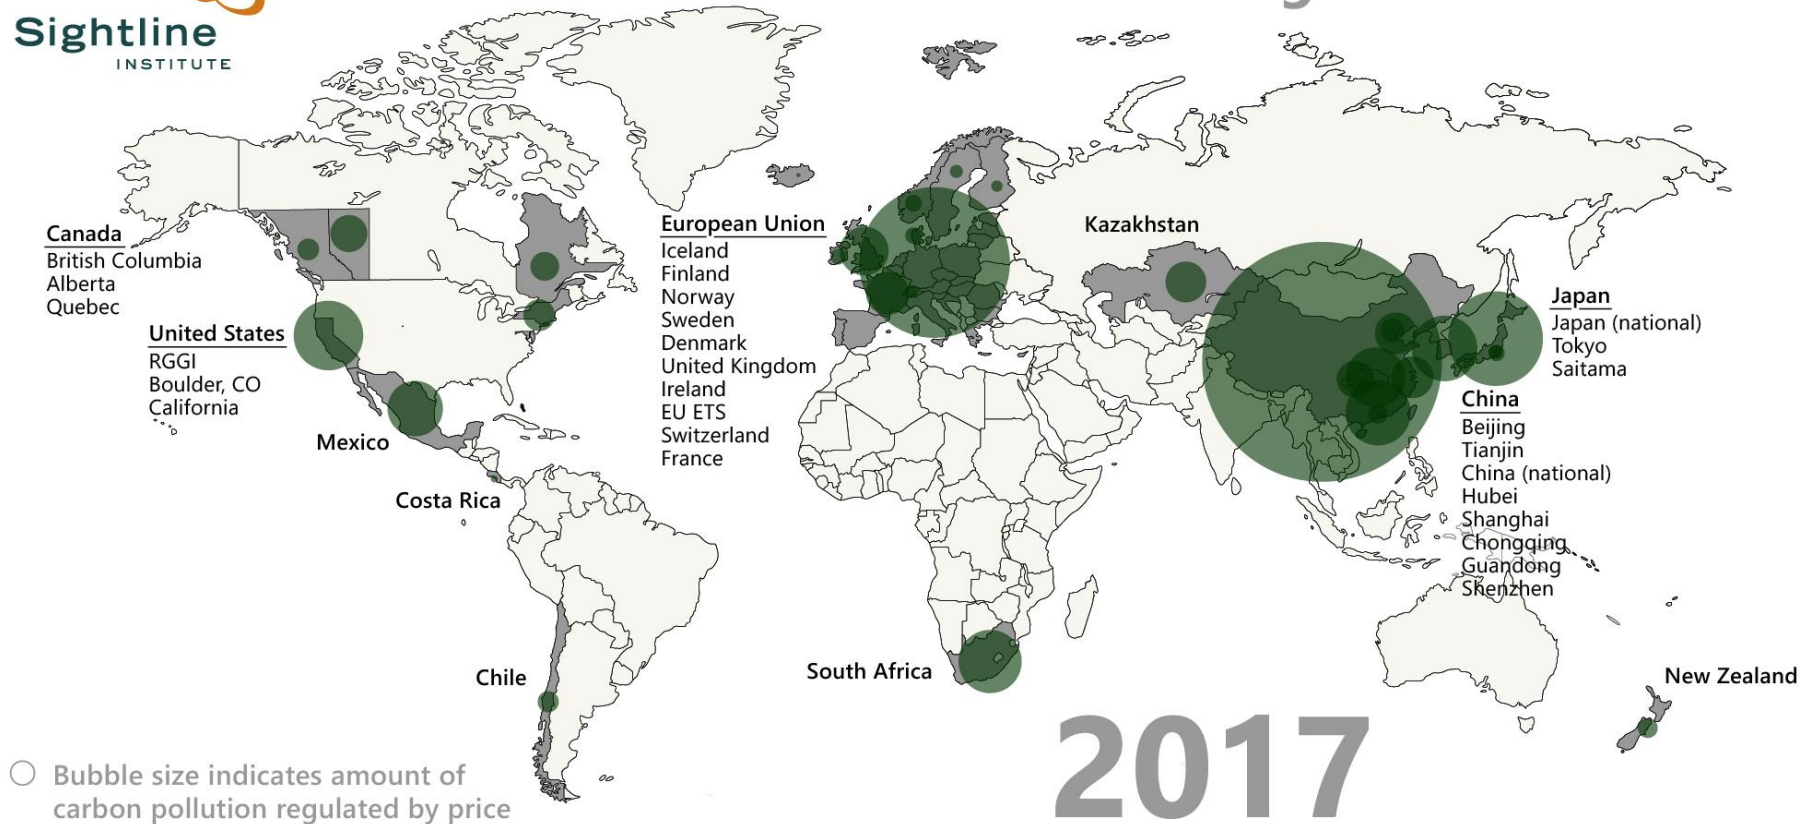 Sightline
INSTITUTE
Canada
British Columbia
Alberta
Quebec
United States
RGGI
Boulder, CO
California
Mexico
Costa Rica
Chile
European Union
Iceland
Finland
Norway
Sweden
Denmark
United Kingdom
Ireland
EU ETS
Switzerland
France
Kazakhstan
South Africa
Japan
Japan (national)
Tokyo
Saitama
China
Beijing
Tianjin
China (national)
Hubei
Shanghai
Chongqing
Guandong
Shenzhen
New Zealand
2017
Bubble size indicates amount of
carbon pollution regulated by price